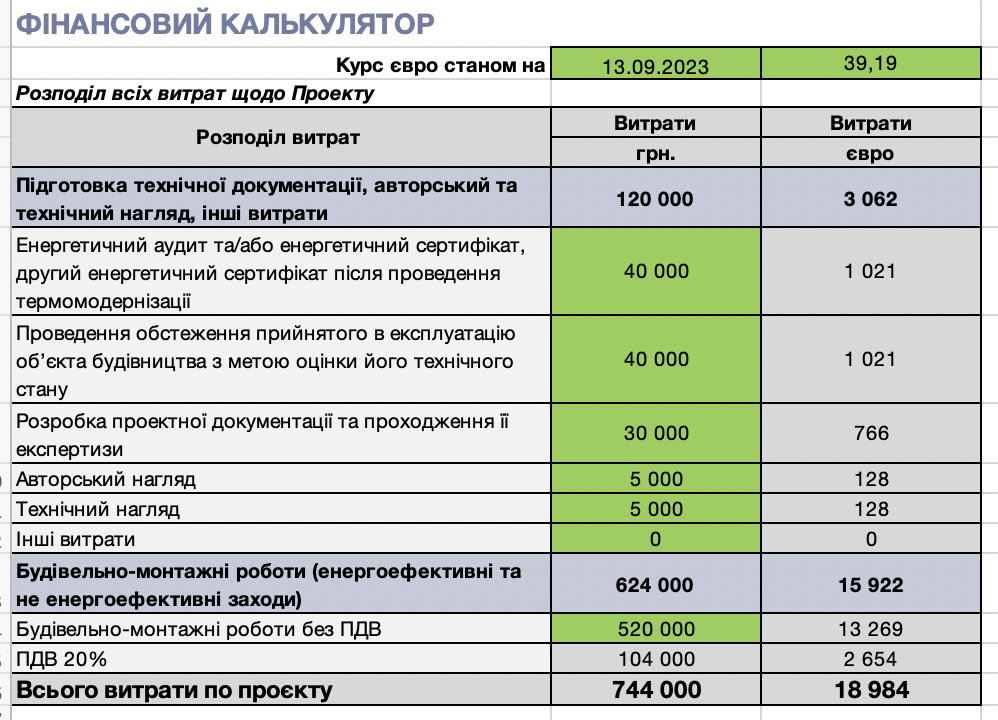 ФІНАНСОВИЙ КАЛЬКУЛЯТОР
Курс євро станом на 13.09.2023 39,19
Розподіл всіх витрат щодо Проекту
Розподіл витрат
Витрати Витрати
грн. євро
Підготовка технічної документації, авторський та
технічний нагляд, інші витрати
120 000 3 062
Енергетичний аудит та/або енергетичний сертифікат,
другий енергетичний сертифікат після проведення
термомодернізації
40 000 1 021
Проведення обстеження прийнятого в експлуатацію
об’єкта будівництва з метою оцінки його технічного
стану
40 000 1 021
Розробка проектної документації та проходження її
експертизи
30 000 766
Авторський нагляд 5 000 128
Технічний нагляд 5 000 128
Інші витрати 0 0
Будівельно-монтажні роботи (енергоефективні та
не енергоефективні заходи)
624 000 15 922
Будівельно-монтажні роботи без ПДВ 520 000 13 269
ПДВ 20% 104 000 2 654
Всього витрати по проєкту 744 000 18 984